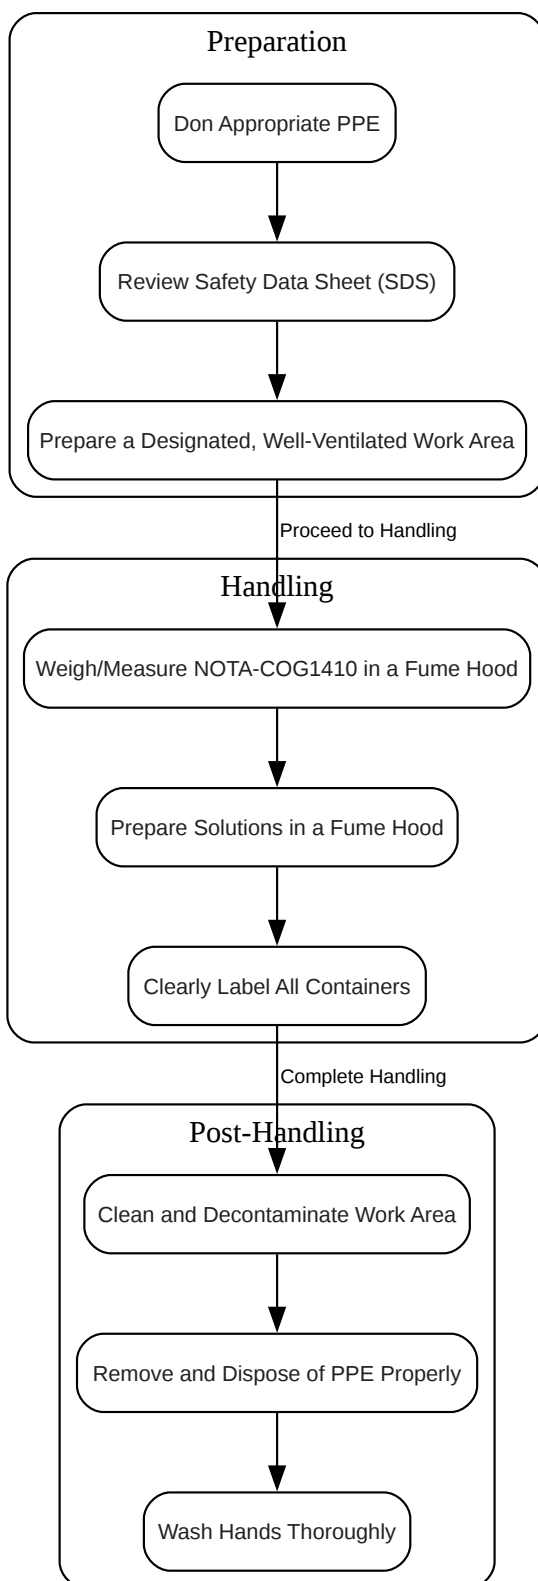 Preparation
Don Appropriate PPE
Review Safety Data Sheet (SDS)
Prepare a Designated, Well-Ventilated Work Area
Proceed to Handling
Handling
Weigh/Measure NOTA-COG1410 in a Fume Hood
Prepare Solutions in a Fume Hood
Clearly Label All Containers
Complete Handling
Post-Handling
Clean and Decontaminate Work Area
Remove and Dispose of PPE Properly
Wash Hands Thoroughly